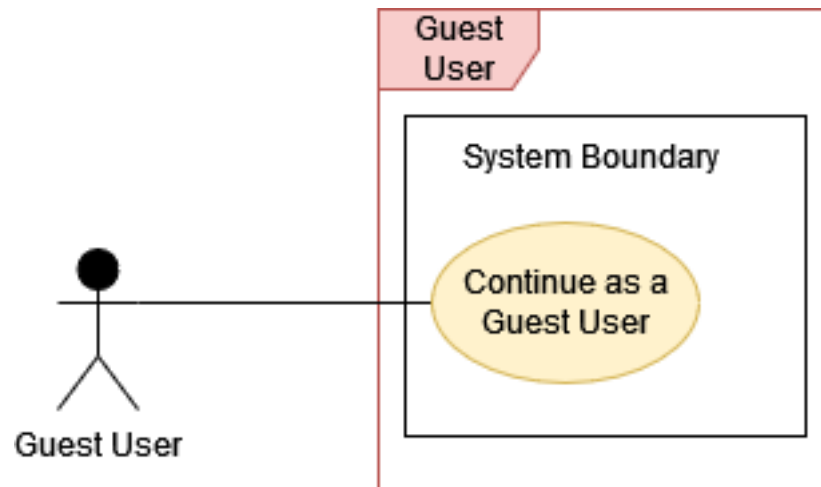 Guest
User
System Boundary
Continue as a
Guest User
Guest User